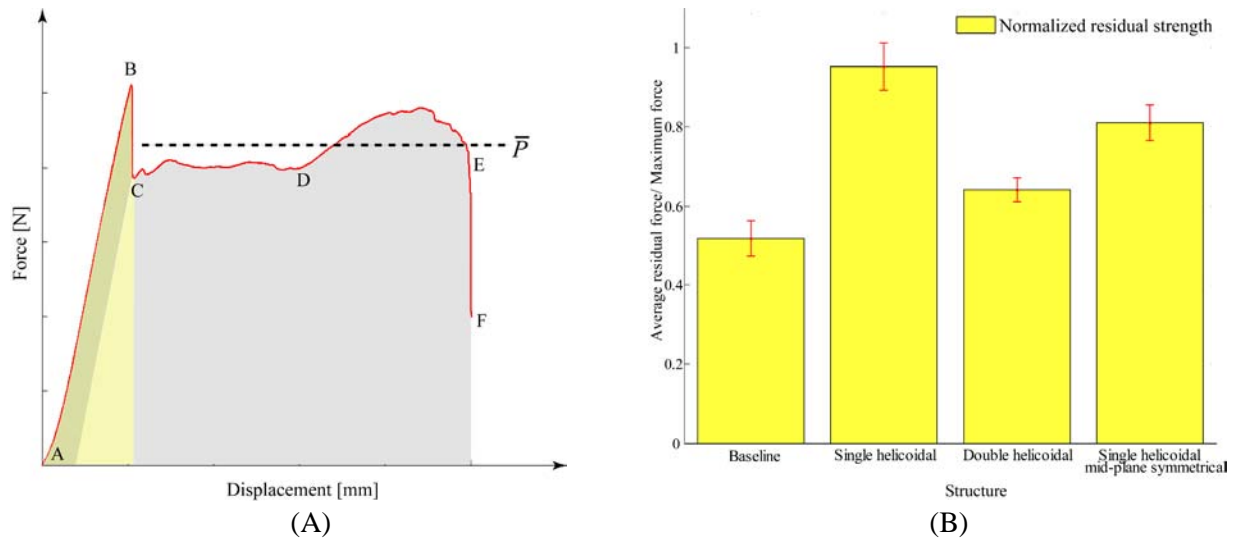 B
P̅
C
D
E
F
A
Force [N]
Displacement [mm]
(A)
Normalized residual strength
1
0.8
0.6
0.4
0.2
0
Average residual force/ Maximum force
Baseline
Single helicoidal
Double helicoidal
Single helicoidal
mid-plane symmetrical
Structure
(B)